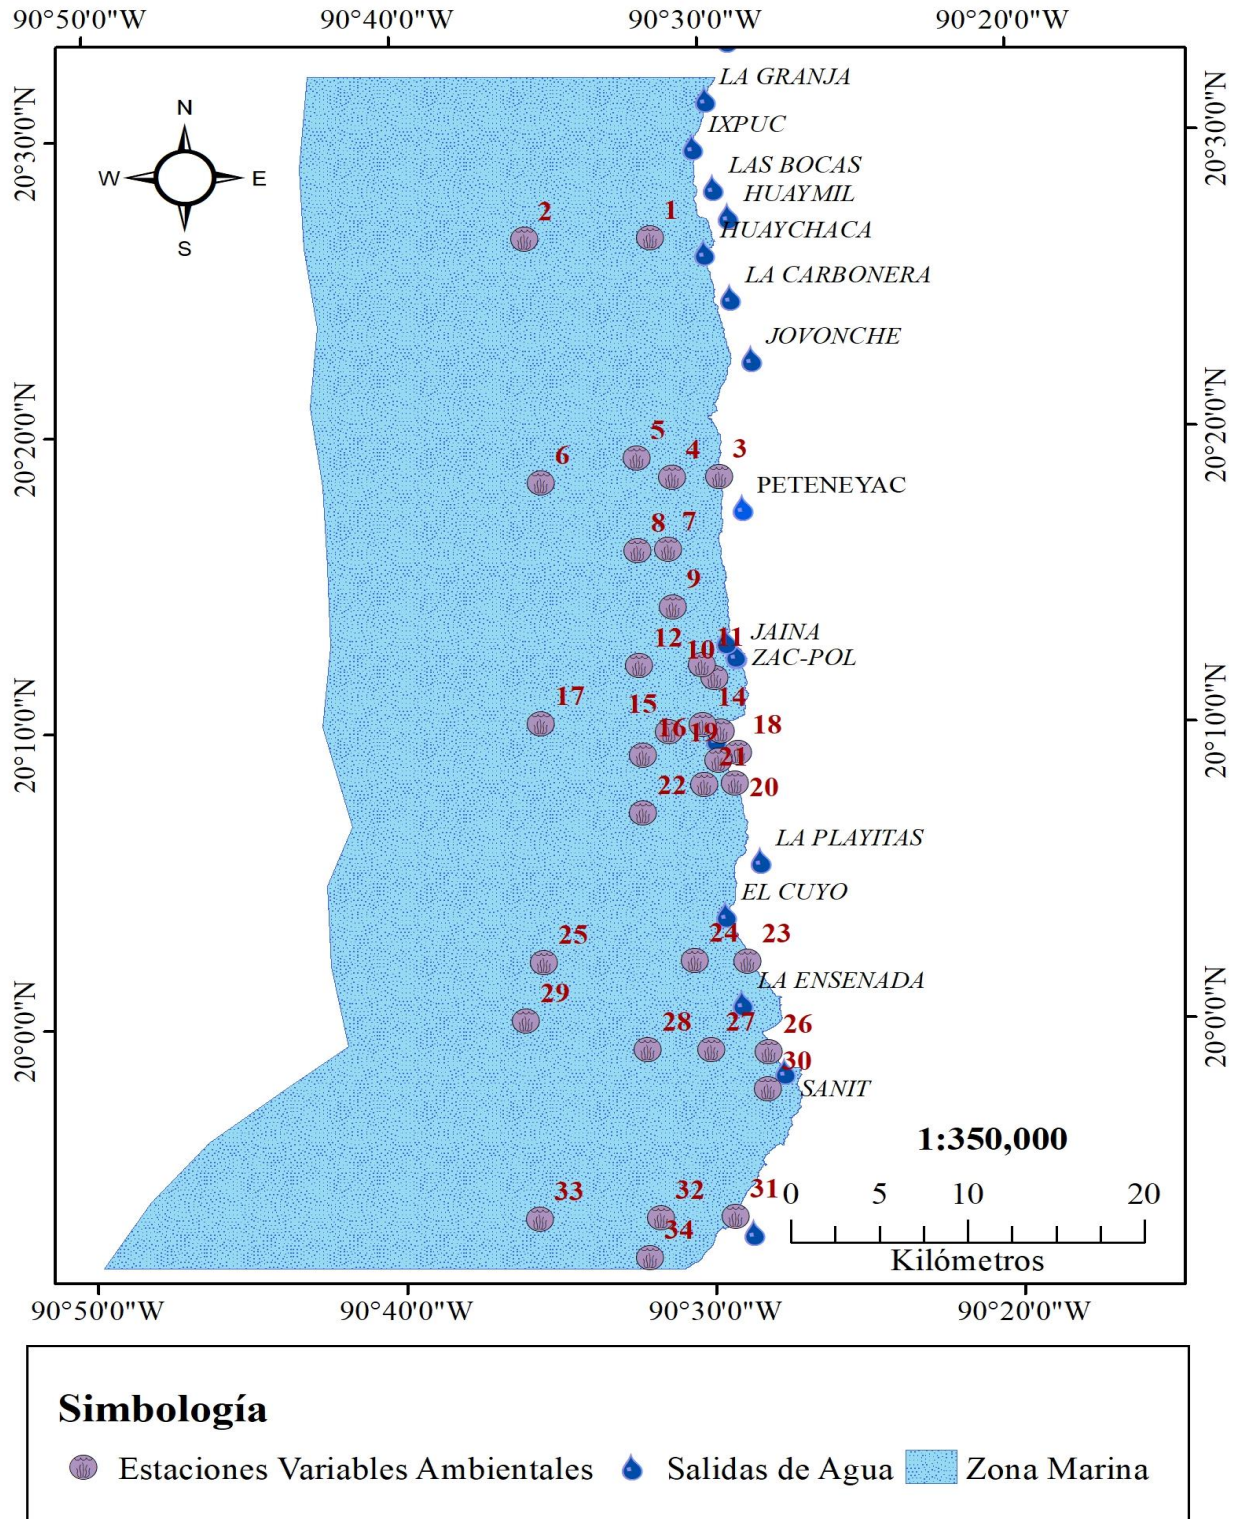 90°50'0"W 90°40'0"W 90°30'0"W 90°20'0"W
LA GRANJA
20°30'0"N
20°30'0"N
N
IXPUC
W E
LAS BOCAS
HUAYMIL
S
2 1
HUAYCHACA
LA CARBONERA
JOVONCHE
20°20'0"N
20°20'0"N
5
6 4 3
PETENEYAC
8 7
9
12 11 JAINA
10 ZAC-POL
17 15 14
16 19 18
20°10'0"N
20°10'0"N
21
22 20
LA PLAYITAS
EL CUYO
25 24 23
LA ENSENADA
29
28 27 26
20°0'0"N
20°0'0"N
30
SANIT
1:350,000
33 32 31
0 5 10 20
34
Kilómetros
90°50'0"W 90°40'0"W 90°30'0"W 90°20'0"W
Simbología
Estaciones Variables Ambientales Salidas de Agua Zona Marina